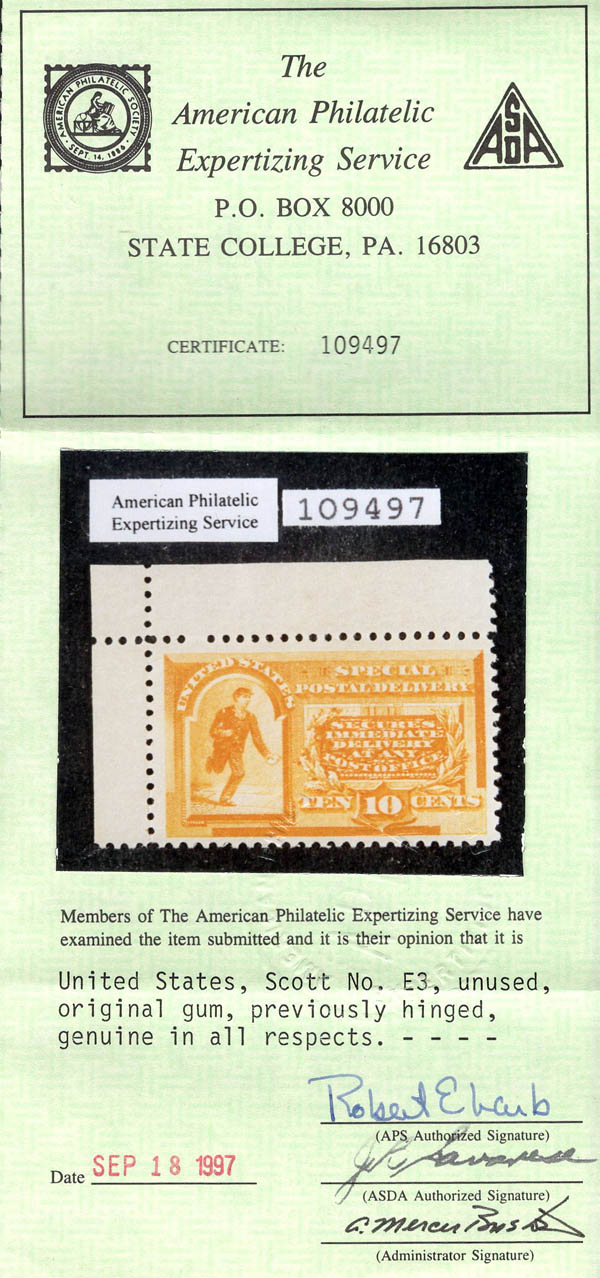 The
American Philatelic
Expertizing Service
AMERICAN PHILATELIC SOCIETY
SEPT. 14, 1886
ASDA
P.O. BOX 8000
STATE COLLEGE, PA. 16803
CERTIFICATE: 109497
American Philatelic
Expertizing Service
109497
UNITED STATES
SPECIAL
POSTAL DELIVERY
SECURES
IMMEDIATE
DELIVERY
AT ANY
POST OFFICE
TEN 10 CENTS
Members of The American Philatelic Expertizing Service have
examined the item submitted and it is their opinion that it is
United States, Scott No. E3, unused,
original gum, previously hinged,
genuine in all respects. - - - -
Robert E
(APS Authorized Signature)
Date SEP 18 1997
(ASDA Authorized Signature)
(Administrator Signature)